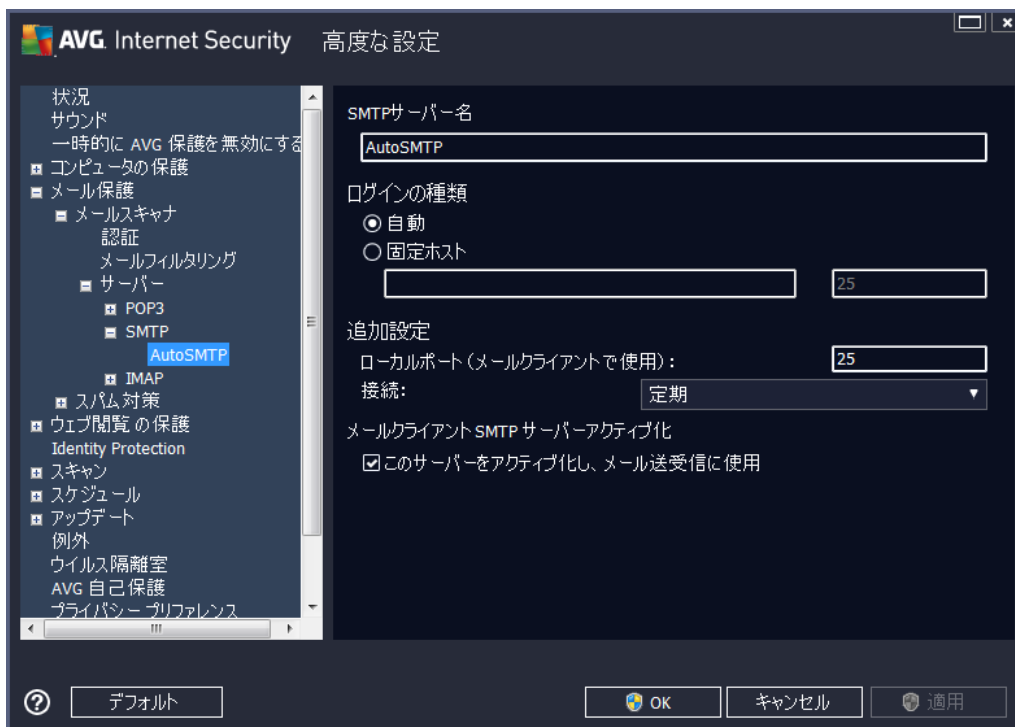 AVG. Internet Security 高度な設定
状況
サウンド
一時的に AVG 保護を無効にする
コンピュータの保護
メール保護
メールスキャナ
認証
メールフィルタリング
サーバー
POP3
SMTP
AutoSMTP
IMAP
スパム対策
ウェブ閲覧の保護
Identity Protection
スキャン
スケジュール
アップデート
例外
ウイルス隔離室
AVG 自己保護
プライバシー プリファレンス
SMTPサーバー名
AutoSMTP
ログインの種類
自動
固定ホスト
25
追加設定
ローカルポート（メールクライアントで使用）: 25
接続: 定期
メールクライアント SMTP サーバーアクティブ化
このサーバーをアクティブ化し、メール送受信に使用
? デフォルト OK キャンセル 適用